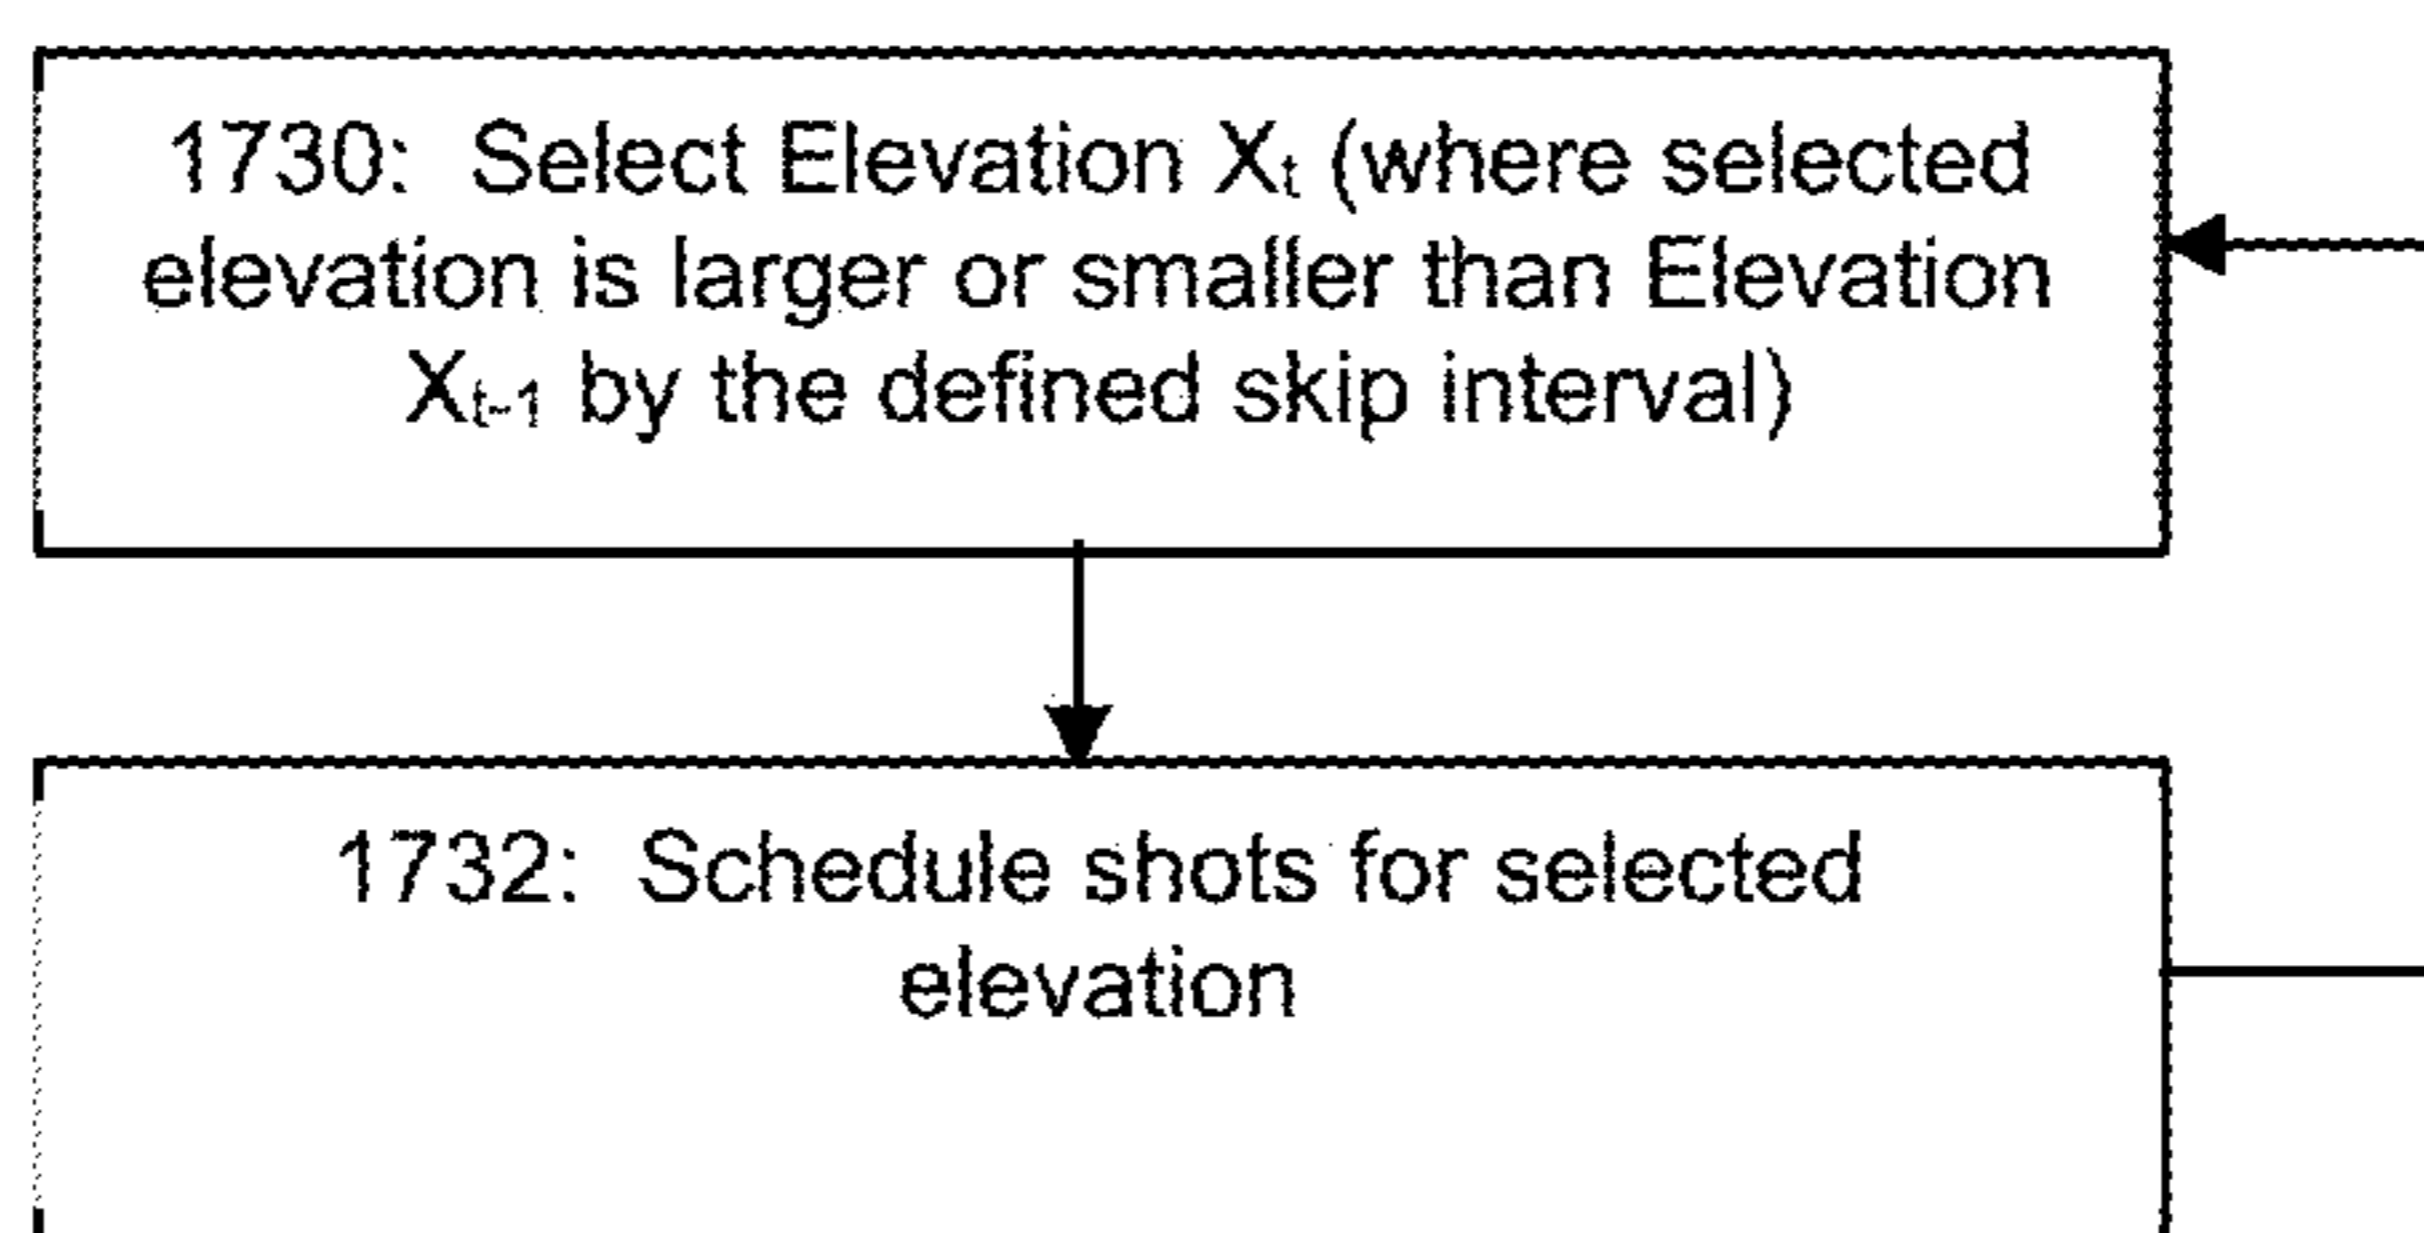 1730: Select Elevation Xₜ (where selected
elevation is larger or smaller than Elevation
Xₜ₋₁ by the defined skip interval)
1732: Schedule shots for selected
elevation